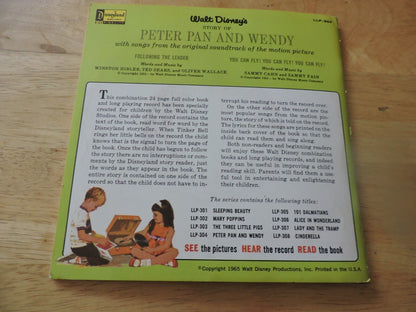 Disneyland
Walt Disney's
LLP-304
STORY OF
PETER PAN AND WENDY
with songs from the original soundtrack of the motion picture
FOLLOWING THE LEADER
YOU CAN FLY! YOU CAN FLY! YOU CAN FLY!
Words and Music by
WINSTON HIBLER, TED SEARS, and OLIVER WALLACE
Words and Music by
SAMMY CAHN and SAMMY FAIN
This combination 24 page full color book
and long playing record has been specially
created for children by the Walt Disney
Studios. One side of the record contains the
text of the book, read word for word by the
Disneyland storyteller. When Tinker Bell
rings her little bells on the record the child
knows that is the signal to turn the page of
the book. Once the child has begun to follow
the story there are no interruptions or com-
ments by the Disneyland story reader, just
the words as they appear in the book. The
entire story is contained on one side of the
record so that the child does not have to in-
terrupt his reading to turn the record over.
On the other side of the record are the
most popular songs from the motion pic-
ture, the story of which is told on the record.
The lyrics for these songs are printed on the
inside back cover of the book so that the
child can read them and sing along.
Both non-readers and beginning readers
will enjoy these Walt Disney combination
books and long playing records, and indeed
they can be useful in improving a child's
reading skill. Parents will find them a use-
ful tool in entertaining and enlightening
their children.
The series contains the following titles:
LLP-301 SLEEPING BEAUTY
LLP-302 MARY POPPINS
LLP-303 THE THREE LITTLE PIGS
LLP-304 PETER PAN AND WENDY
LLP-305 101 DALMATIANS
LLP-306 ALICE IN WONDERLAND
LLP-307 LADY AND THE TRAMP
LLP-308 CINDERELLA
SEE the pictures HEAR the record READ the book
© Copyright 1965 Walt Disney Productions, Inc. Printed in the U.S.A.